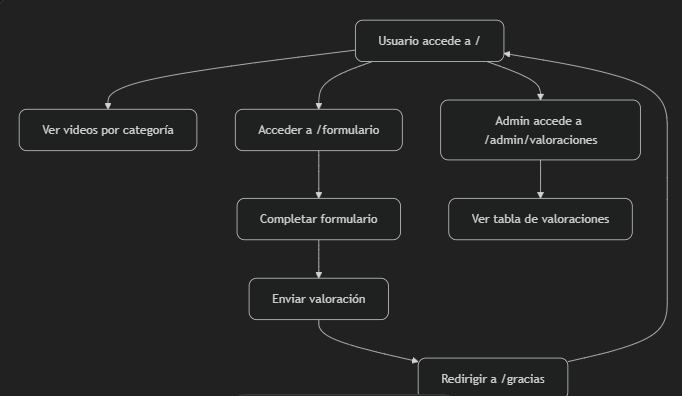 Usuario accede a /
Ver videos por categoría
Acceder a /formulario
Admin accede a
/admin/valoraciones
Completar formulario
Ver tabla de valoraciones
Enviar valoración
Redirigir a /gracias